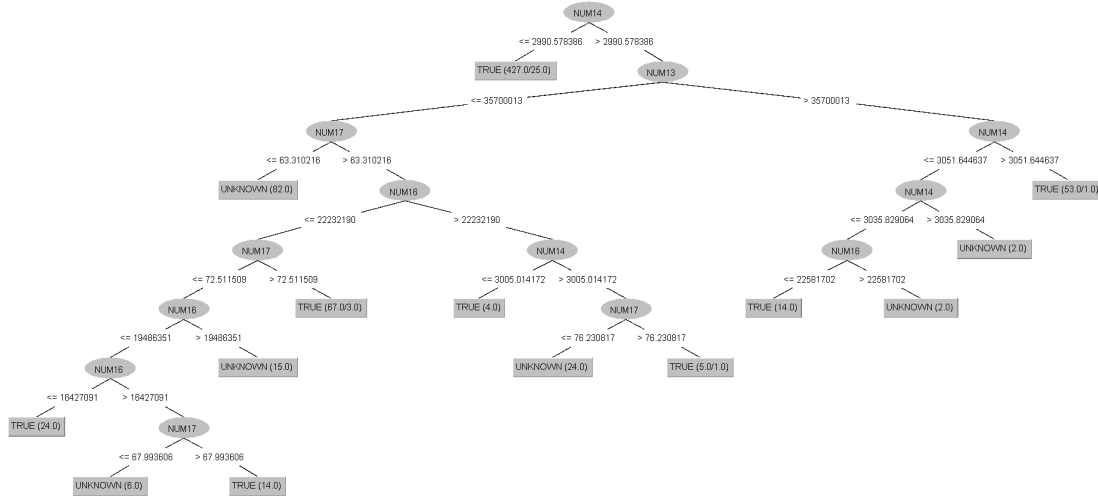 NUM14
<= 2990.578386 > 2990.578386
TRUE (427.0/25.0) NUM13
<= 35700013 > 35700013
NUM17 NUM14
<= 63.310216 > 63.310216 <= 3051.644637 > 3051.644637
UNKNOWN (82.0) NUM16 NUM14 TRUE (53.0/1.0)
<= 22232190 > 22232190 <= 3035.829064 > 3035.829064
NUM17 NUM14 NUM16 UNKNOWN (2.0)
<= 72.511509 > 72.511509 <= 3005.014172 > 3005.014172 <= 22581702 > 22581702
NUM16 TRUE (67.0/3.0) TRUE (4.0) NUM17 TRUE (14.0) UNKNOWN (2.0)
<= 19486351 > 19486351 <= 76.230817 > 76.230817
NUM16 UNKNOWN (15.0) UNKNOWN (24.0) TRUE (5.0/1.0)
<= 16427091 > 16427091
TRUE (24.0) NUM17
<= 67.993606 > 67.993606
UNKNOWN (6.0) TRUE (14.0)